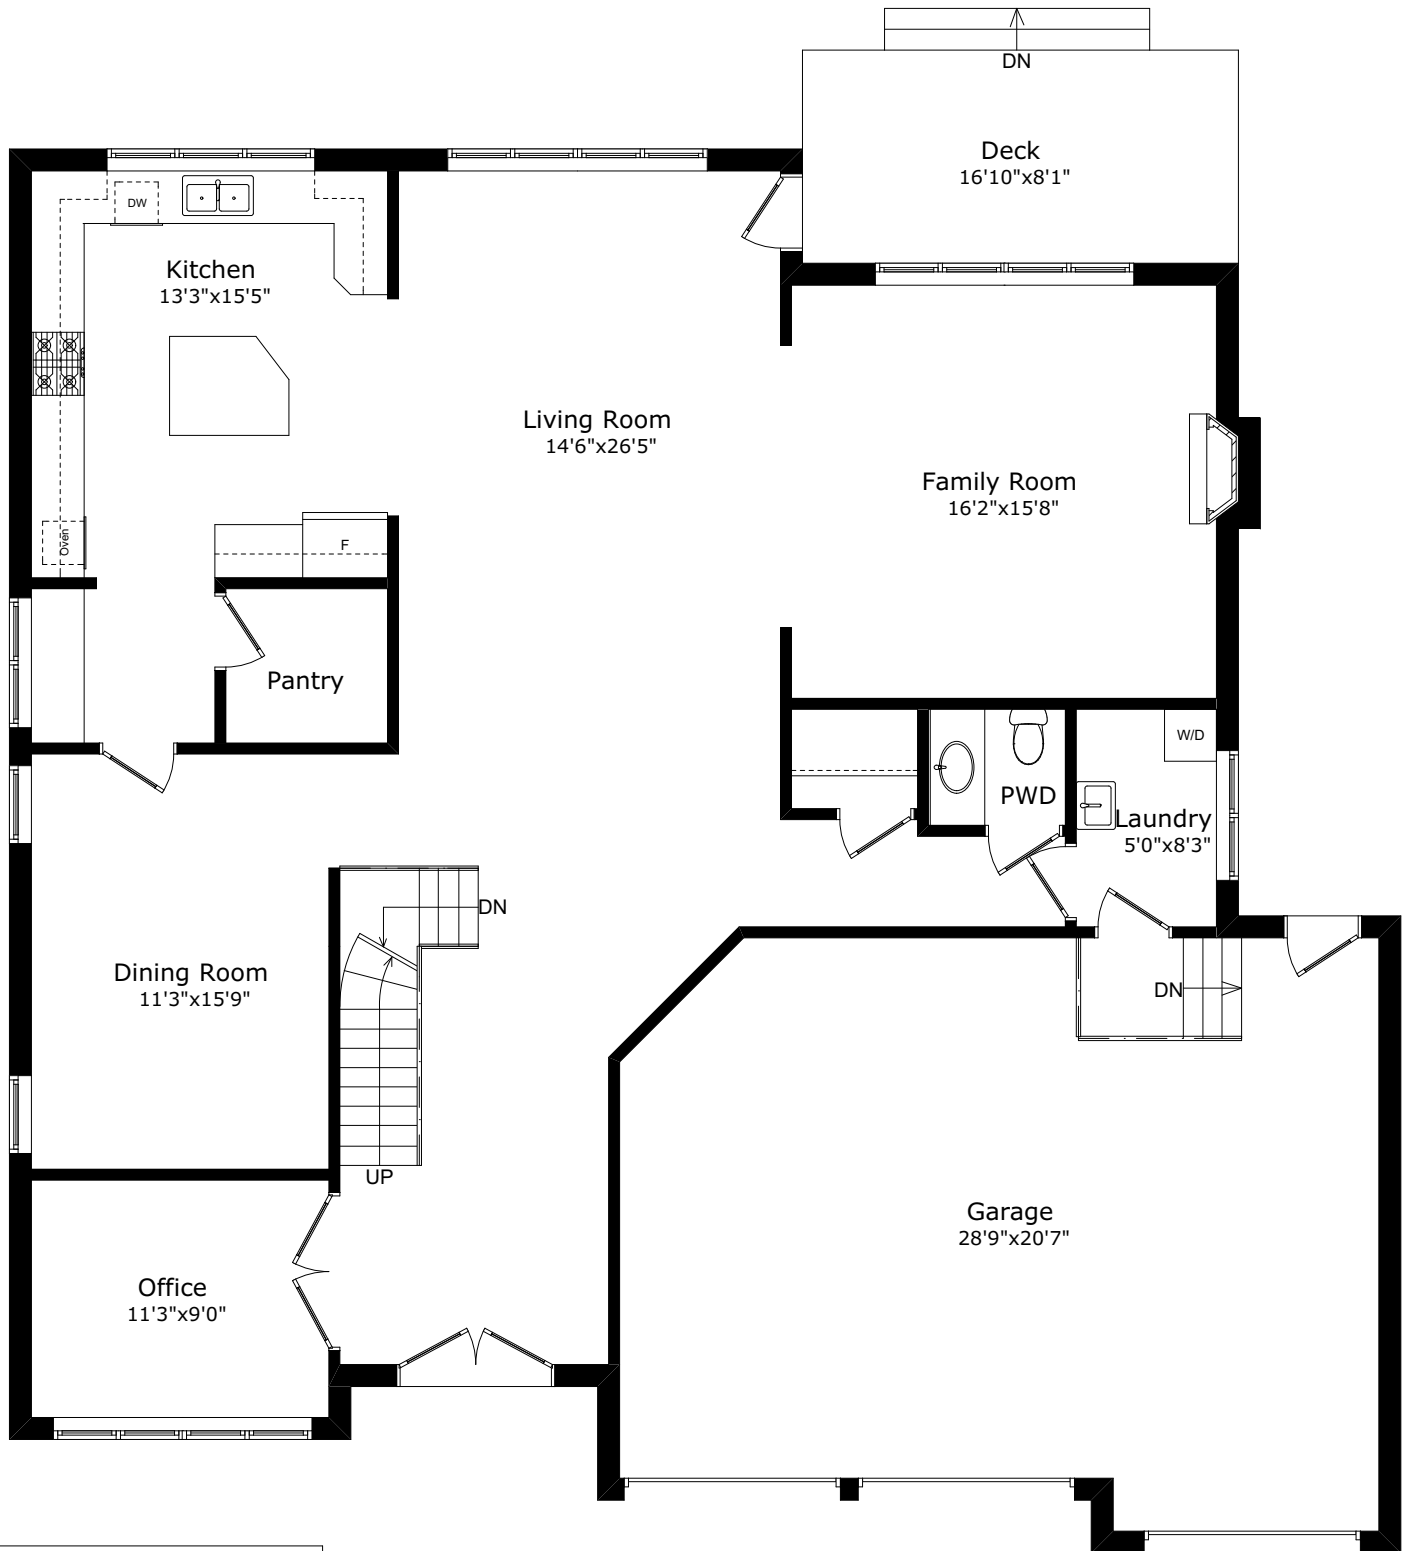 DN
Deck
16'10"x8'1"
DW
Kitchen
13'3"x15'5"
Living Room
14'6"x26'5"
Family Room
16'2"x15'8"
Oven
F
Pantry
W/D
PWD
Laundry
5'0"x8'3"
DN
Dining Room
11'3"x15'9"
DN
UP
Garage
28'9"x20'7"
Office
11'3"x9'0"